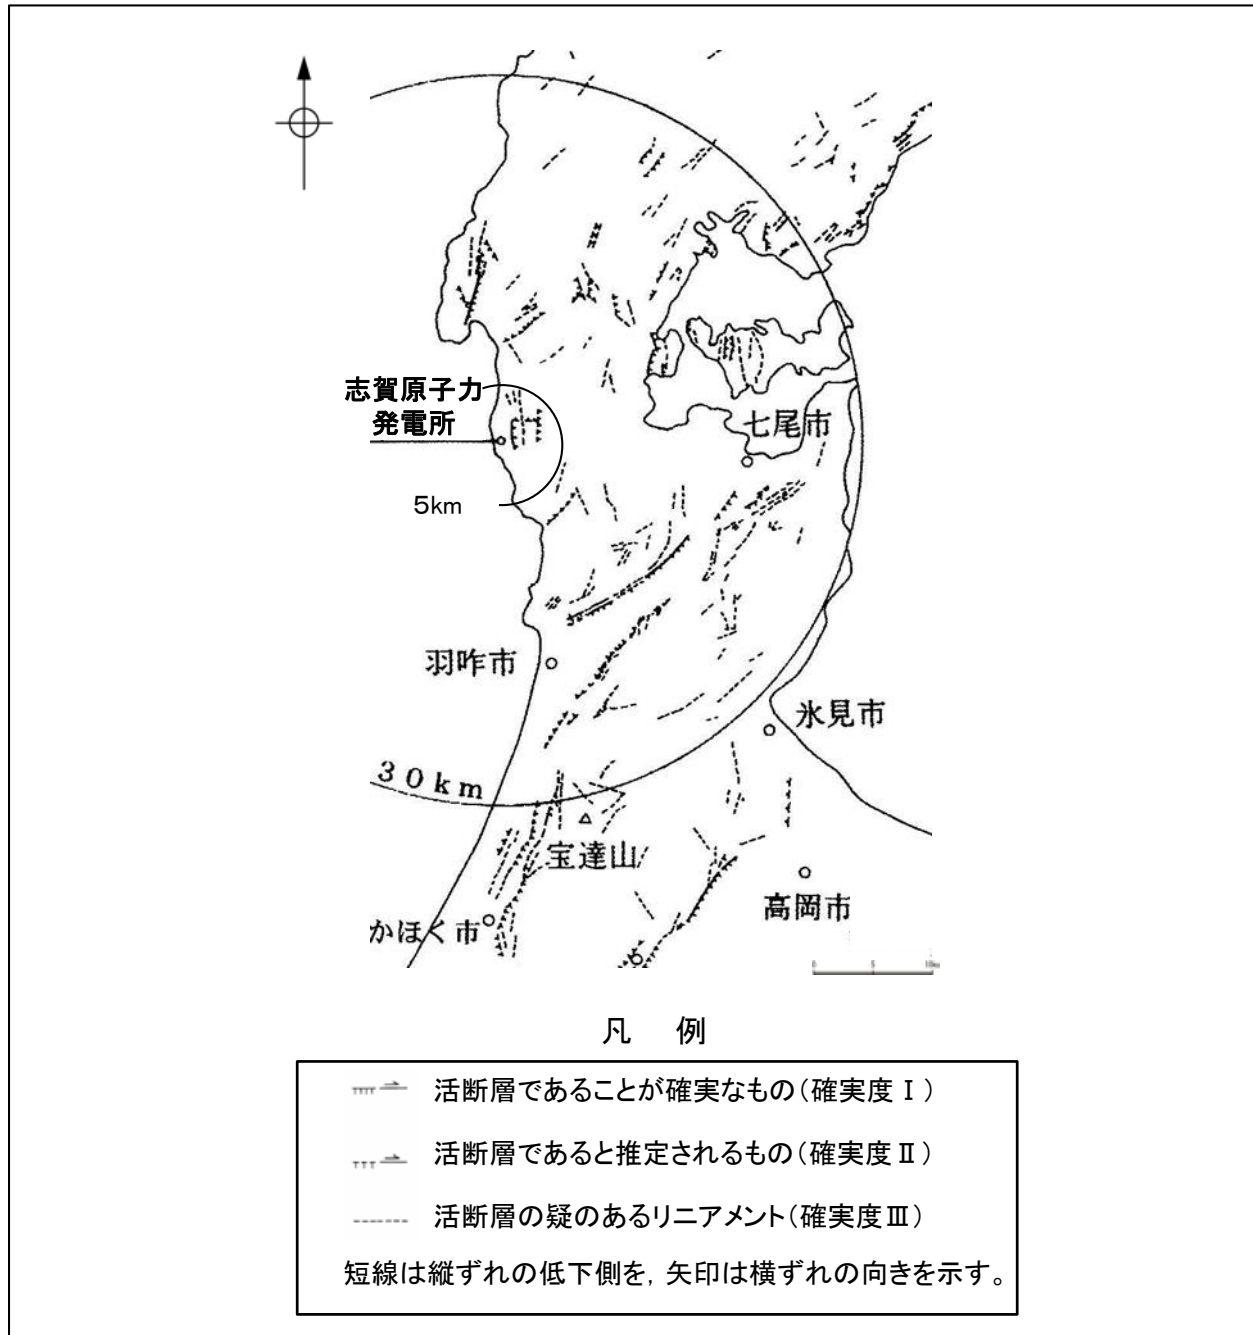 志賀原子力
発電所
5km
七尾市
羽咋市
氷見市
30km
宝達山
高岡市
かほく市
0 5 10km
凡 例
活断層であることが確実なもの(確実度Ⅰ)
活断層であると推定されるもの(確実度Ⅱ)
活断層の疑のあるリニアメント(確実度Ⅲ)
短線は縦ずれの低下側を,矢印は横ずれの向きを示す。